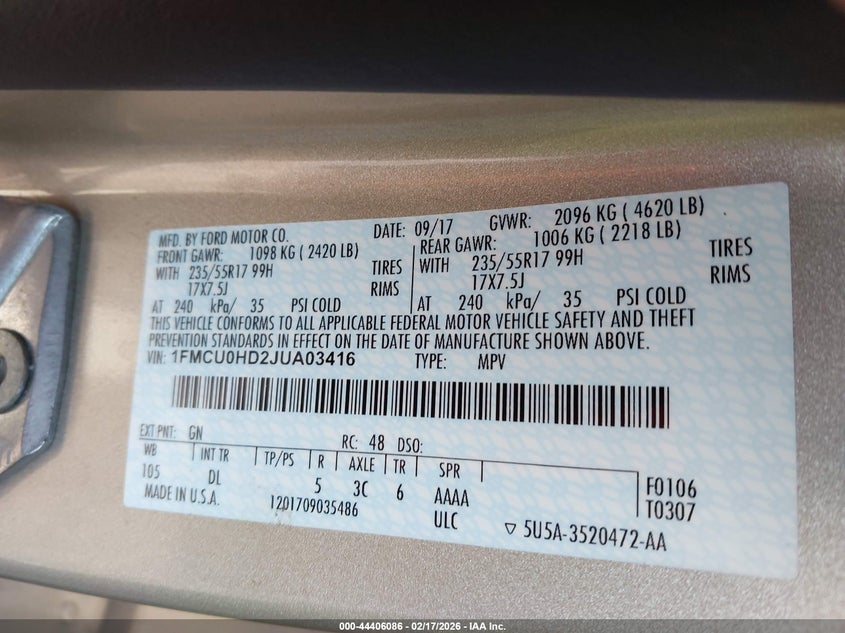 MFD. BY FORD MOTOR CO. DATE: 09/17 GVWR: 2096 KG ( 4620 LB)
FRONT GAWR: 1098 KG ( 2420 LB) REAR GAWR: 1006 KG ( 2218 LB)
WITH 235/55R17 99H TIRES WITH 235/55R17 99H TIRES
17X7.5J RIMS 17X7.5J RIMS
AT 240 kPa/ 35 PSI COLD AT 240 kPa/ 35 PSI COLD
THIS VEHICLE CONFORMS TO ALL APPLICABLE FEDERAL MOTOR VEHICLE SAFETY AND THEFT
PREVENTION STANDARDS IN EFFECT ON THE DATE OF MANUFACTURE SHOWN ABOVE.
VIN: 1FMCU0HD2JUA03416 TYPE: MPV
EXT PNT: GN RC: 48 DSO:
WB INT TR TP/PS R AXLE TR SPR
105 DL 5 3C 6 AAAA F0106
MADE IN U.S.A. 1201709035486 ULC T0307
▽ 5U5A-3520472-AA
000-44406086 - 02/17/2026 - IAA Inc.